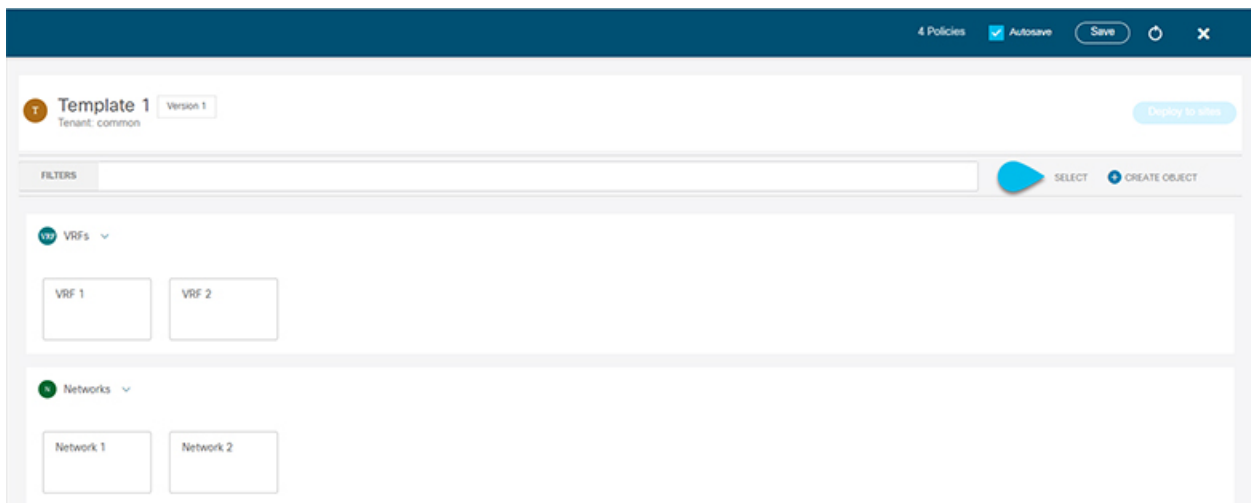 4 Policies Autosave Save
T Template 1 Version 1
Tenant: common
Deploy to sites
FILTERS SELECT CREATE OBJECT
VRF VRFs
VRF 1 VRF 2
N Networks
Network 1 Network 2